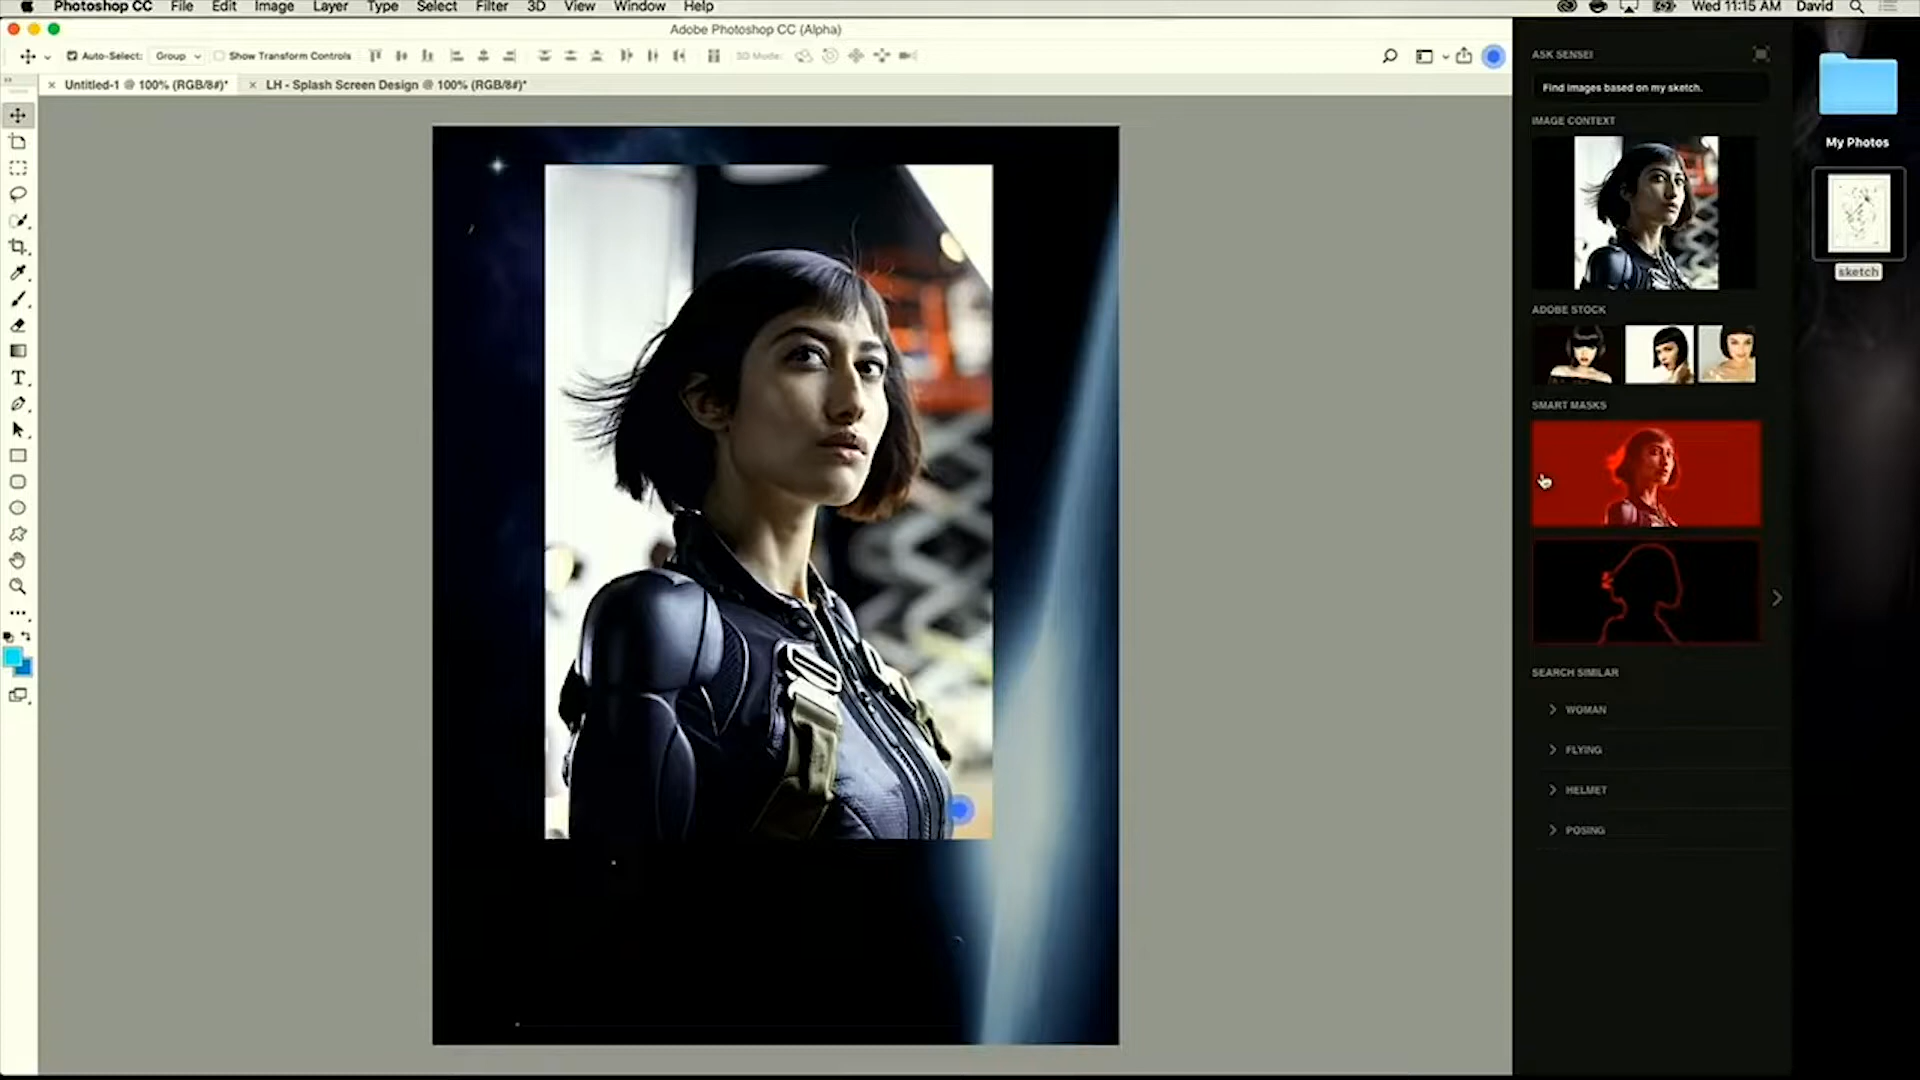 Photoshop CC File Edit Image Layer Type Select Filter 3D View Window Help Wed 11:15 AM David
Adobe Photoshop CC (Alpha)
Auto-Select: Group Show Transform Controls 3D Mode:
Untitled-1 @ 100% (RGB/8#)* LH - Splash Screen Design @ 100% (RGB/8#)*
ASK SENSEI
Find images based on my sketch.
IMAGE CONTEXT
My Photos
sketch
ADOBE STOCK
SMART MASKS
SEARCH SIMILAR
WOMAN
FLYING
HELMET
POSING